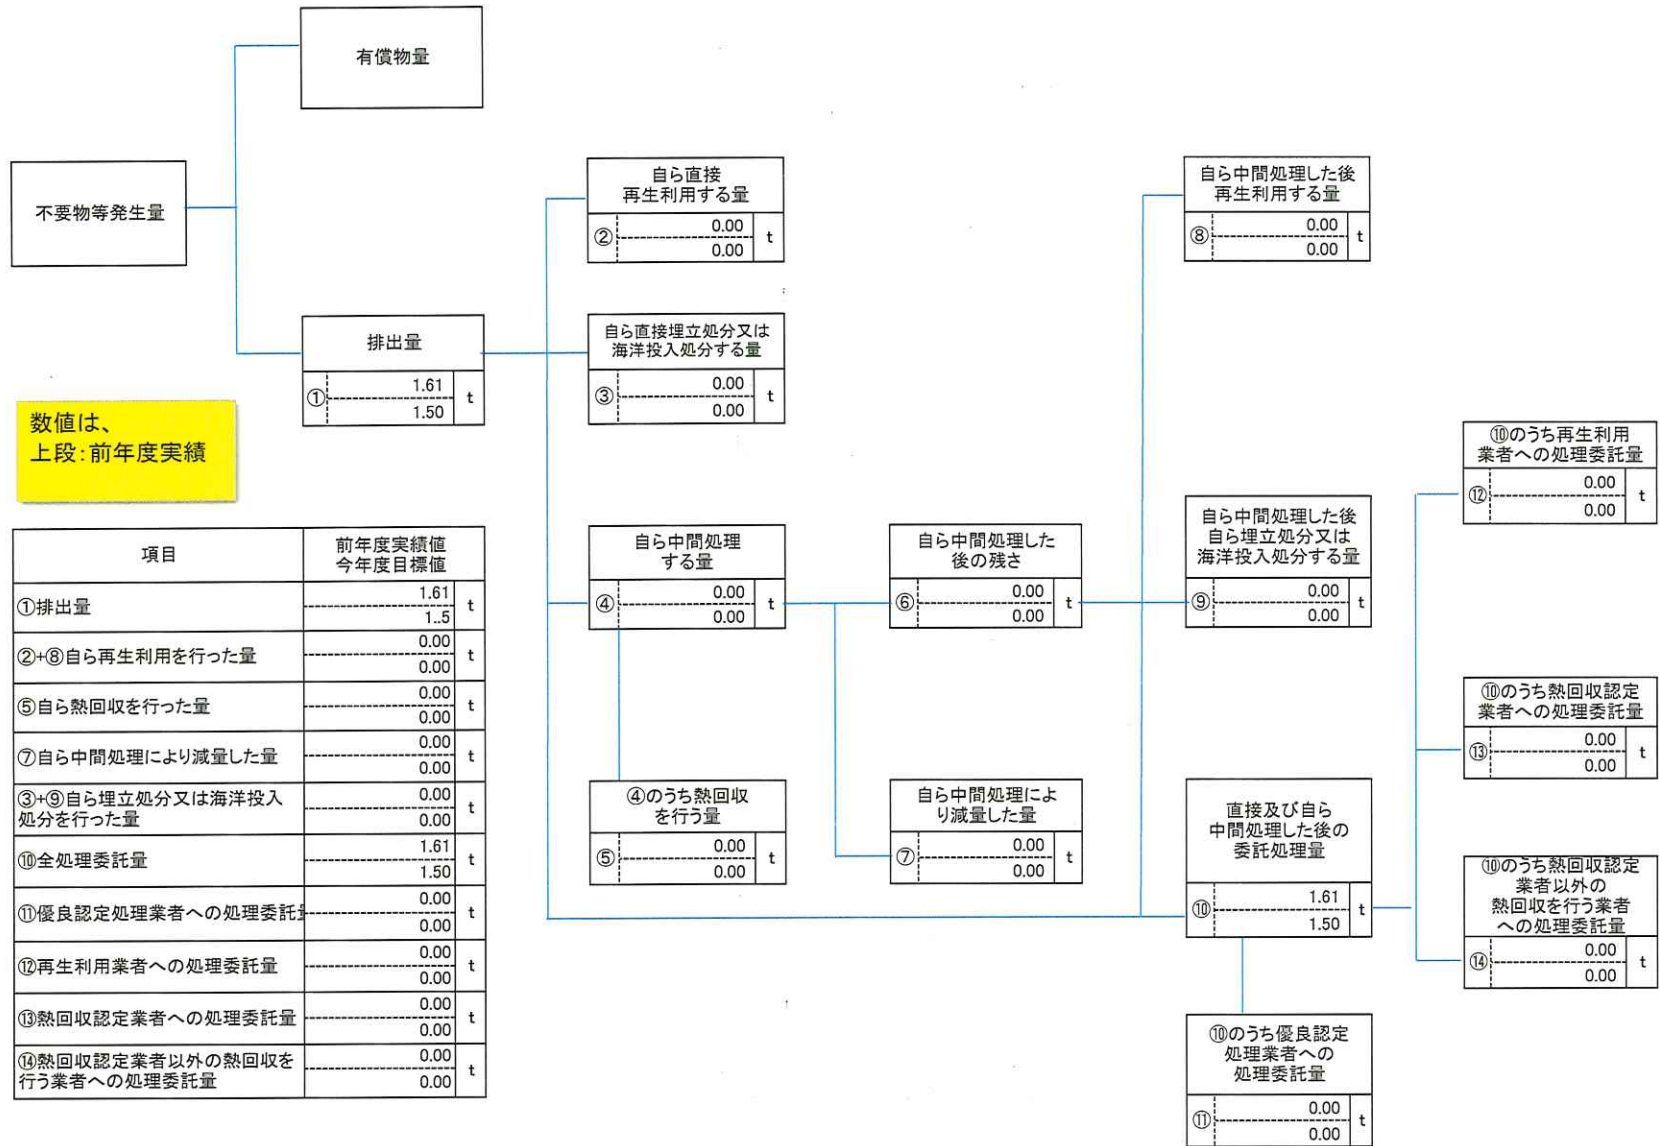 有償物量
不要物等発生量
自ら直接
再生利用する量
② 0.00 t
0.00
自ら中間処理した後
再生利用する量
⑧ 0.00 t
0.00
排出量
① 1.61 t
1.50
自ら直接埋立処分又は
海洋投入処分する量
③ 0.00 t
0.00
数値は、
上段:前年度実績
⑩のうち再生利用
業者への処理委託量
⑫ 0.00 t
0.00
自ら中間処理
する量
④ 0.00 t
0.00
自ら中間処理した
後の残さ
⑥ 0.00 t
0.00
自ら中間処理した後
自ら埋立処分又は
海洋投入処分する量
⑨ 0.00 t
0.00
⑩のうち熱回収認定
業者への処理委託量
⑬ 0.00 t
0.00
④のうち熱回収
を行う量
⑤ 0.00 t
0.00
自ら中間処理によ
り減量した量
⑦ 0.00 t
0.00
直接及び自ら
中間処理した後の
委託処理量
⑩ 1.61 t
1.50
⑩のうち熱回収認定
業者以外の
熱回収を行う業者
への処理委託量
⑭ 0.00 t
0.00
⑩のうち優良認定
処理業者への
処理委託量
⑪ 0.00 t
0.00
項目 前年度実績値
今年度目標値
①排出量 1.61 t
1..5
②+⑧自ら再生利用を行った量 0.00 t
0.00
⑤自ら熱回収を行った量 0.00 t
0.00
⑦自ら中間処理により減量した量 0.00 t
0.00
③+⑨自ら埋立処分又は海洋投入
処分を行った量 0.00 t
0.00
⑩全処理委託量 1.61 t
1.50
⑪優良認定処理業者への処理委託 0.00 t
0.00
⑫再生利用業者への処理委託量 0.00 t
0.00
⑬熱回収認定業者への処理委託量 0.00 t
0.00
⑭熱回収認定業者以外の熱回収を
行う業者への処理委託量 0.00 t
0.00